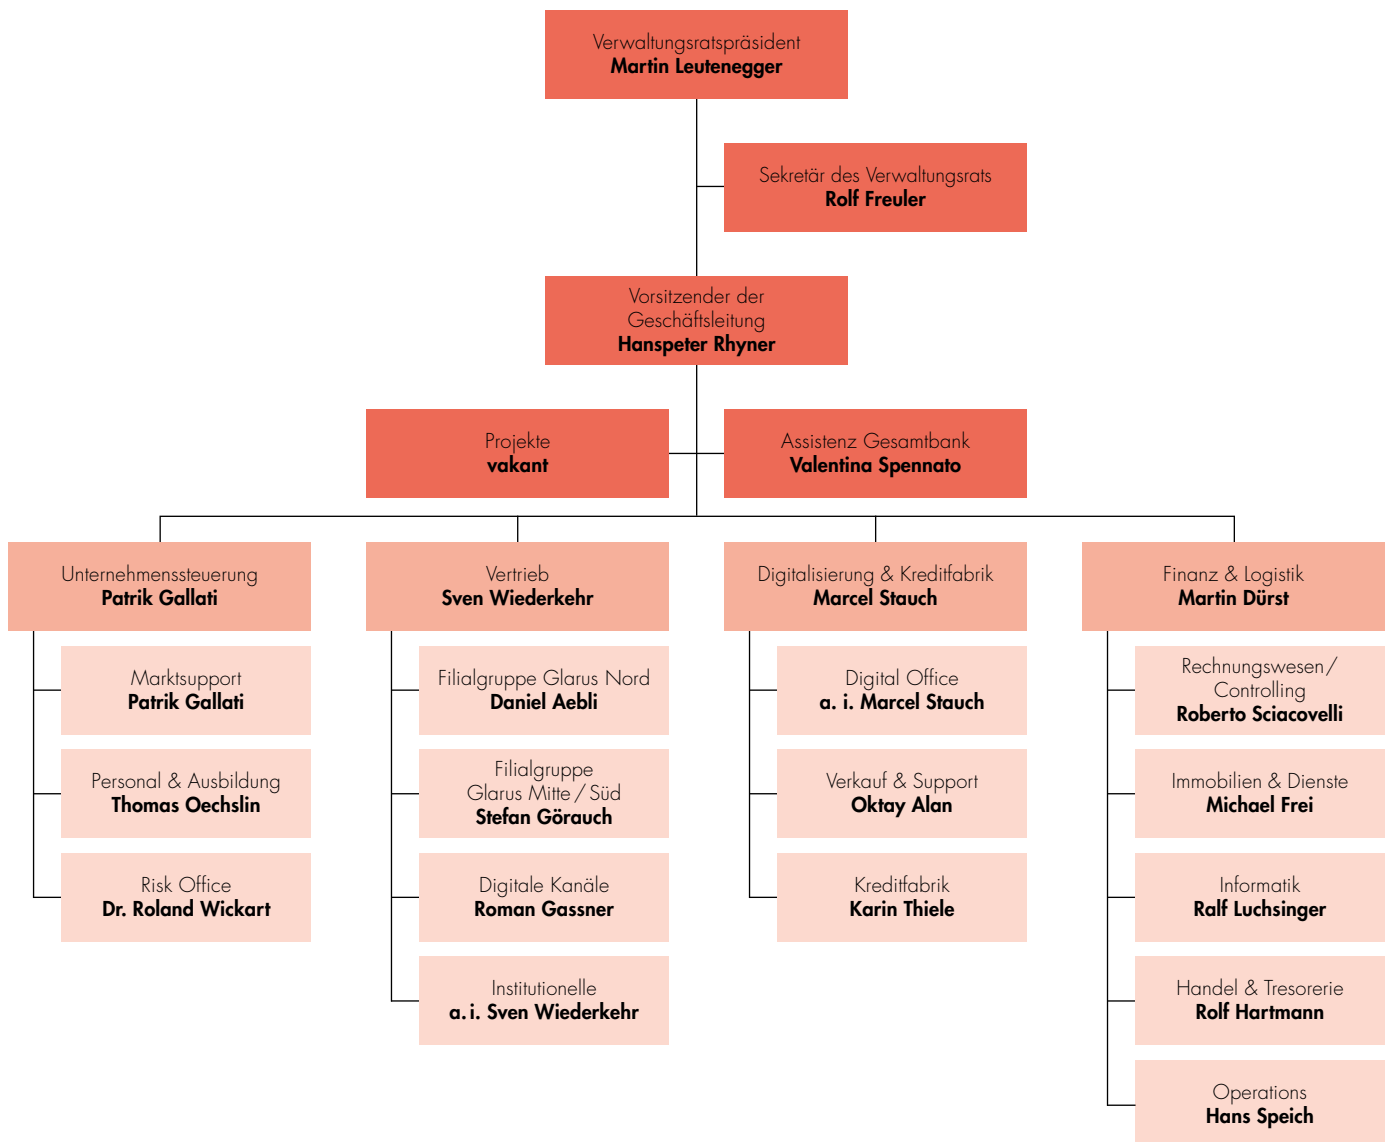 Verwaltungsratspräsident
Martin Leutenegger
Sekretär des Verwaltungsrats
Rolf Freuler
Vorsitzender der
Geschäftsleitung
Hanspeter Rhyner
Projekte
vakant
Assistenz Gesamtbank
Valentina Spennato
Unternehmenssteuerung
Patrik Gallati
Marktsupport
Patrik Gallati
Personal & Ausbildung
Thomas Oechslin
Risk Office
Dr. Roland Wickart
Vertrieb
Sven Wiederkehr
Filialgruppe Glarus Nord
Daniel Aebli
Filialgruppe
Glarus Mitte / Süd
Stefan Görauch
Digitale Kanäle
Roman Gassner
Institutionelle
a. i. Sven Wiederkehr
Digitalisierung & Kreditfabrik
Marcel Stauch
Digital Office
a. i. Marcel Stauch
Verkauf & Support
Oktay Alan
Kreditfabrik
Karin Thiele
Finanz & Logistik
Martin Dürst
Rechnungswesen /
Controlling
Roberto Sciacovelli
Immobilien & Dienste
Michael Frei
Informatik
Ralf Luchsinger
Handel & Tresorerie
Rolf Hartmann
Operations
Hans Speich